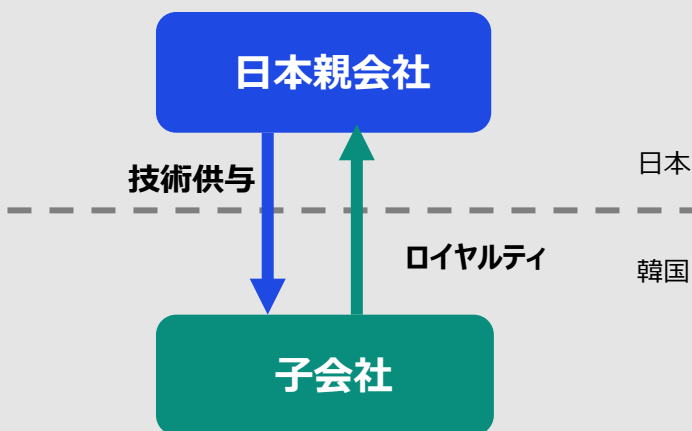 日本親会社
技術供与
日本
ロイヤルティ
韓国
子会社